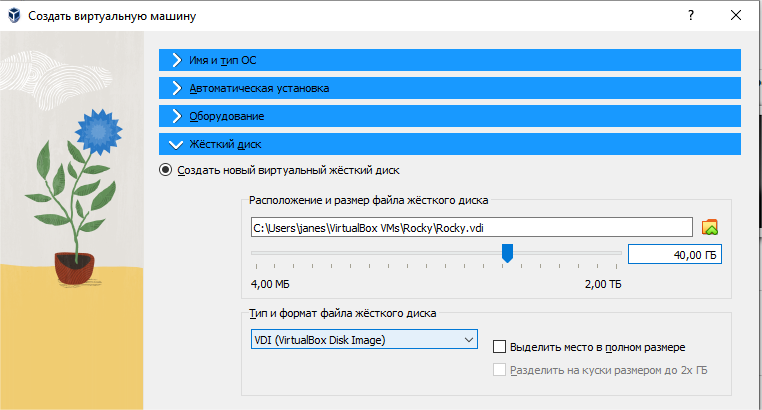 Создать виртуальную машину
?
Имя и тип ОС
Автоматическая установка
Оборудование
Жёсткий диск
Создать новый виртуальный жёсткий диск
Расположение и размер файла жёсткого диска
C:\Users\janes\VirtualBox VMs\Rocky\Rocky.vdi
40,00 ГБ
4,00 МБ 2,00 ТБ
Тип и формат файла жёсткого диска
VDI (VirtualBox Disk Image)
Выделить место в полном размере
Разделить на куски размером до 2х ГБ